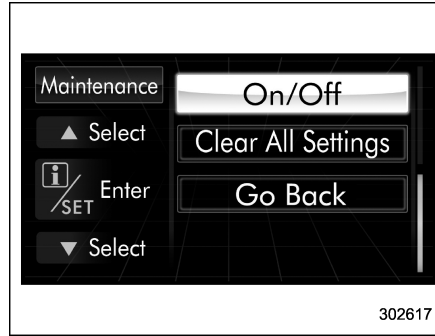 Maintenance
On/Off
▲ Select
Clear All Settings
i/SET Enter
Go Back
▼ Select
302617